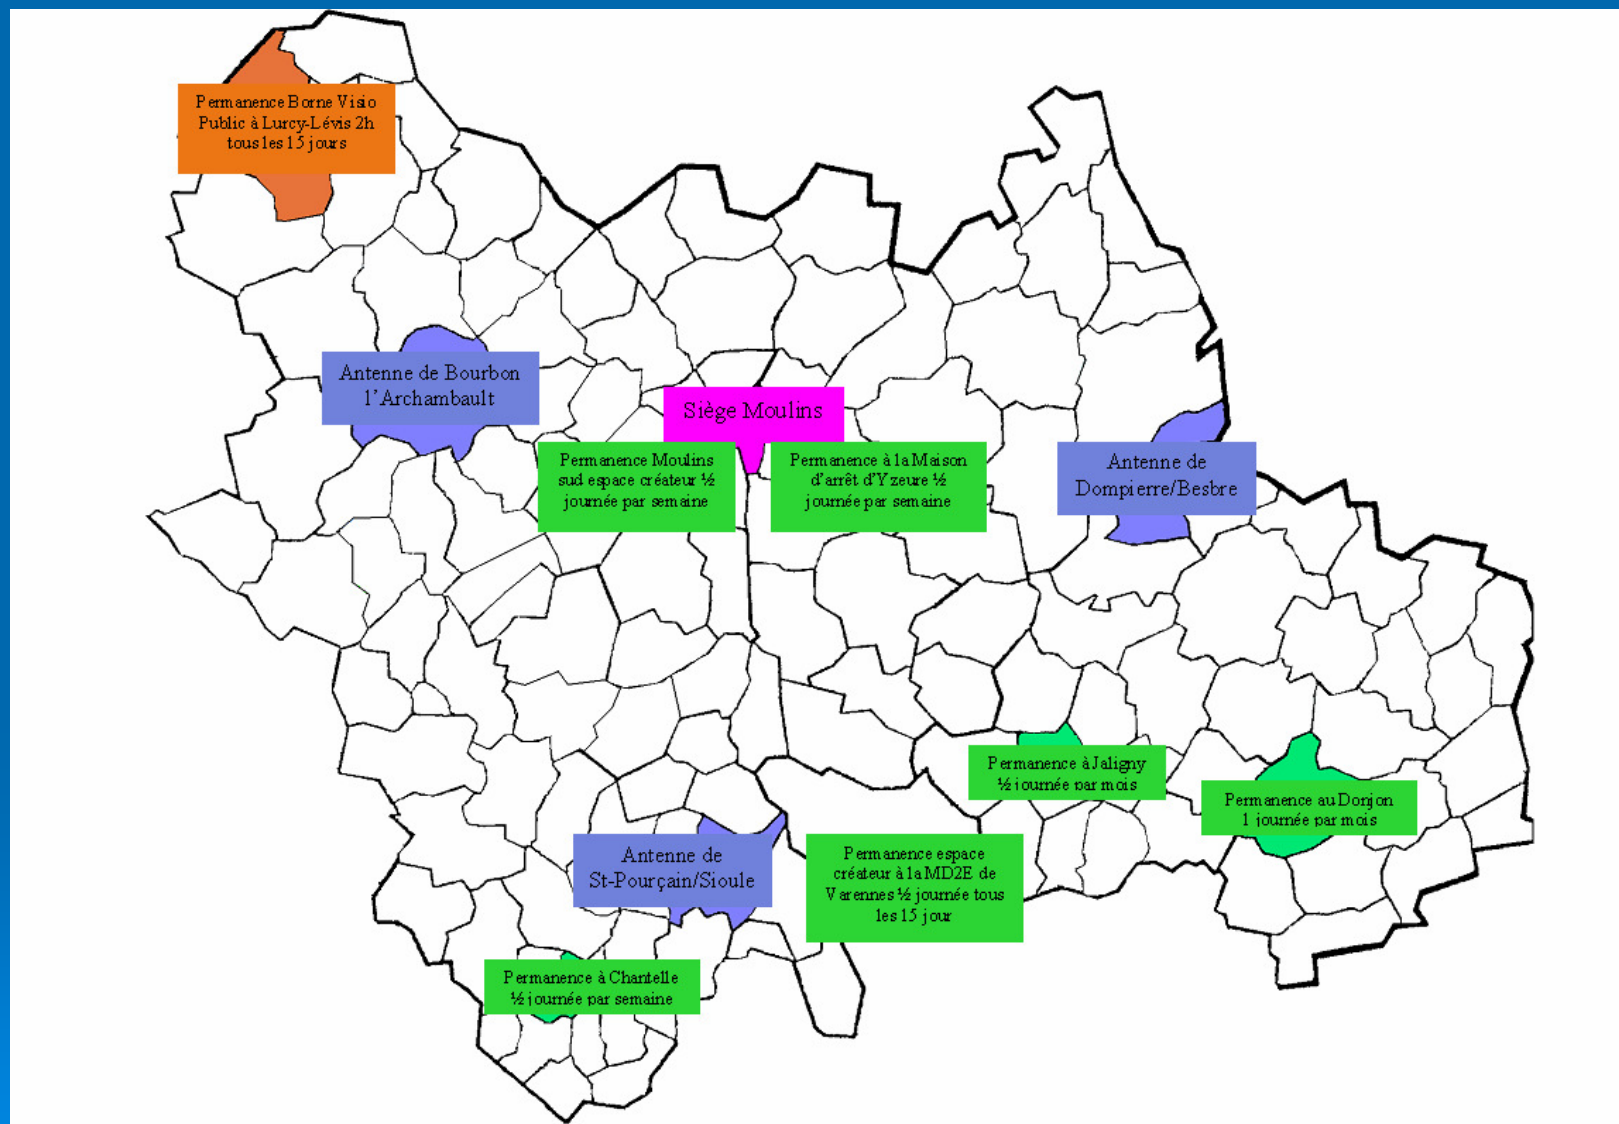 Permanence Borne Visio
Public à Lurcy-Lévis 2h
tous les 15 jours
Antenne de Bourbon
l'Archambault
Siège Moulins
Permanence Moulins
sud espace créateur ½
journée par semaine
Permanence à la Maison
d'arrêt d'Yzeure ½
journée par semaine
Antenne de
Dompierre/Besbre
Permanence à Jaligny
½ journée par mois
Permanence au Donjon
1 journée par mois
Antenne de
St-Pourçain/Sioule
Permanence espace
créateur à la MD2E de
Varennes ½ journée tous
les 15 jour
Permanence à Chantelle
½ journée par semaine